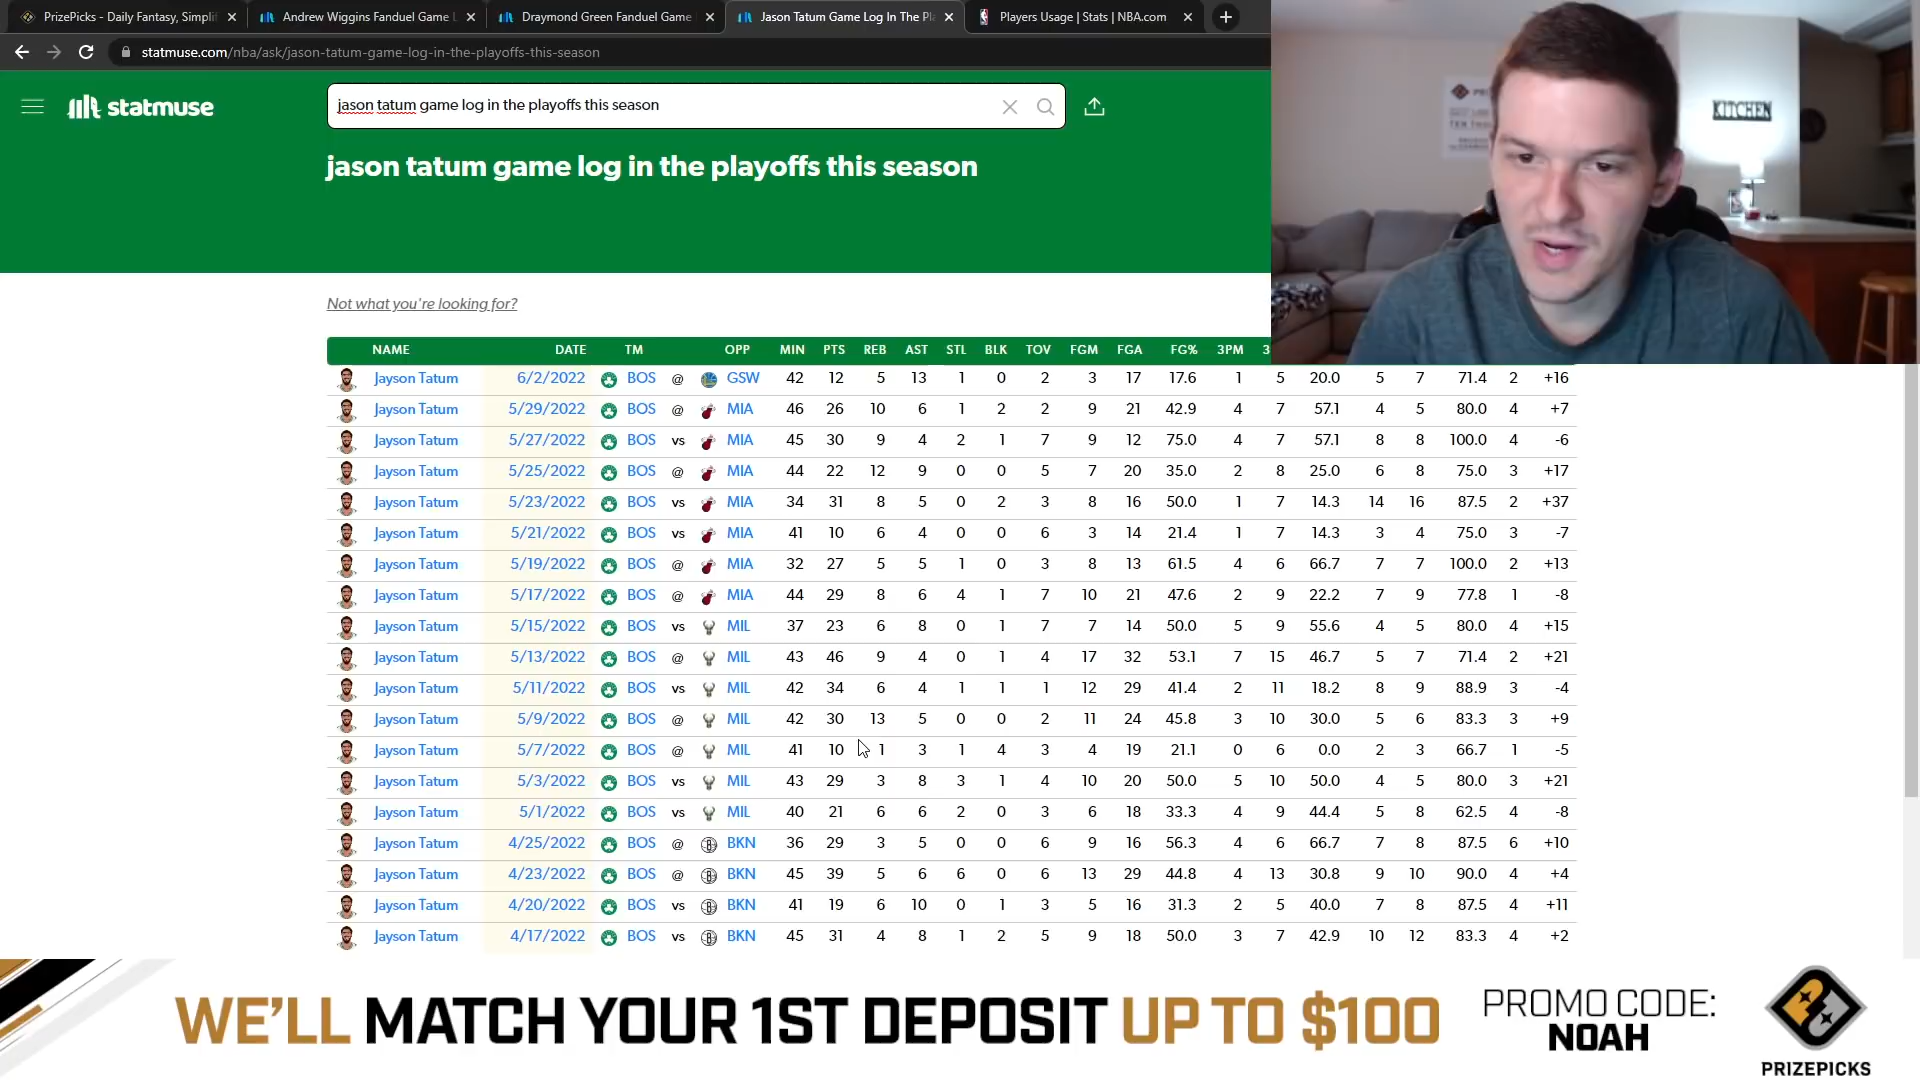 PrizePicks - Daily Fantasy, Simplifi
Andrew Wiggins Fanduel Game L
Draymond Green Fanduel Game
Jason Tatum Game Log In The Pl
Players Usage | Stats | NBA.com
statmuse.com/nba/ask/jason-tatum-game-log-in-the-playoffs-this-season
statmuse
jason tatum game log in the playoffs this season
KITCHEN
jason tatum game log in the playoffs this season
Not what you're looking for?
NAME DATE TM OPP MIN PTS REB AST STL BLK TOV FGM FGA FG% 3PM 3
Jayson Tatum 6/2/2022 BOS @ GSW 42 12 5 13 1 0 2 3 17 17.6 1 5 20.0 5 7 71.4 2 +16
Jayson Tatum 5/29/2022 BOS @ MIA 46 26 10 6 1 2 2 9 21 42.9 4 7 57.1 4 5 80.0 4 +7
Jayson Tatum 5/27/2022 BOS vs MIA 45 30 9 4 2 1 7 9 12 75.0 4 7 57.1 8 8 100.0 4 -6
Jayson Tatum 5/25/2022 BOS @ MIA 44 22 12 9 0 0 5 7 20 35.0 2 8 25.0 6 8 75.0 3 +17
Jayson Tatum 5/23/2022 BOS vs MIA 34 31 8 5 0 2 3 8 16 50.0 1 7 14.3 14 16 87.5 2 +37
Jayson Tatum 5/21/2022 BOS vs MIA 41 10 6 4 0 0 6 3 14 21.4 1 7 14.3 3 4 75.0 3 -7
Jayson Tatum 5/19/2022 BOS @ MIA 32 27 5 5 1 0 3 8 13 61.5 4 6 66.7 7 7 100.0 2 +13
Jayson Tatum 5/17/2022 BOS @ MIA 44 29 8 6 4 1 7 10 21 47.6 2 9 22.2 7 9 77.8 1 -8
Jayson Tatum 5/15/2022 BOS vs MIL 37 23 6 8 0 1 7 7 14 50.0 5 9 55.6 4 5 80.0 4 +15
Jayson Tatum 5/13/2022 BOS @ MIL 43 46 9 4 0 1 4 17 32 53.1 7 15 46.7 5 7 71.4 2 +21
Jayson Tatum 5/11/2022 BOS vs MIL 42 34 6 4 1 1 1 12 29 41.4 2 11 18.2 8 9 88.9 3 -4
Jayson Tatum 5/9/2022 BOS @ MIL 42 30 13 5 0 0 2 11 24 45.8 3 10 30.0 5 6 83.3 3 +9
Jayson Tatum 5/7/2022 BOS @ MIL 41 10 1 3 1 4 3 4 19 21.1 0 6 0.0 2 3 66.7 1 -5
Jayson Tatum 5/3/2022 BOS vs MIL 43 29 3 8 3 1 4 10 20 50.0 5 10 50.0 4 5 80.0 3 +21
Jayson Tatum 5/1/2022 BOS vs MIL 40 21 6 6 2 0 3 6 18 33.3 4 9 44.4 5 8 62.5 4 -8
Jayson Tatum 4/25/2022 BOS @ BKN 36 29 3 5 0 0 6 9 16 56.3 4 6 66.7 7 8 87.5 6 +10
Jayson Tatum 4/23/2022 BOS @ BKN 45 39 5 6 6 0 6 13 29 44.8 4 13 30.8 9 10 90.0 4 +4
Jayson Tatum 4/20/2022 BOS vs BKN 41 19 6 10 0 1 3 5 16 31.3 2 5 40.0 7 8 87.5 4 +11
Jayson Tatum 4/17/2022 BOS vs BKN 45 31 4 8 1 2 5 9 18 50.0 3 7 42.9 10 12 83.3 4 +2
WE'LL MATCH YOUR 1ST DEPOSIT UP TO $100
PROMO CODE:
NOAH
PRIZEPICKS